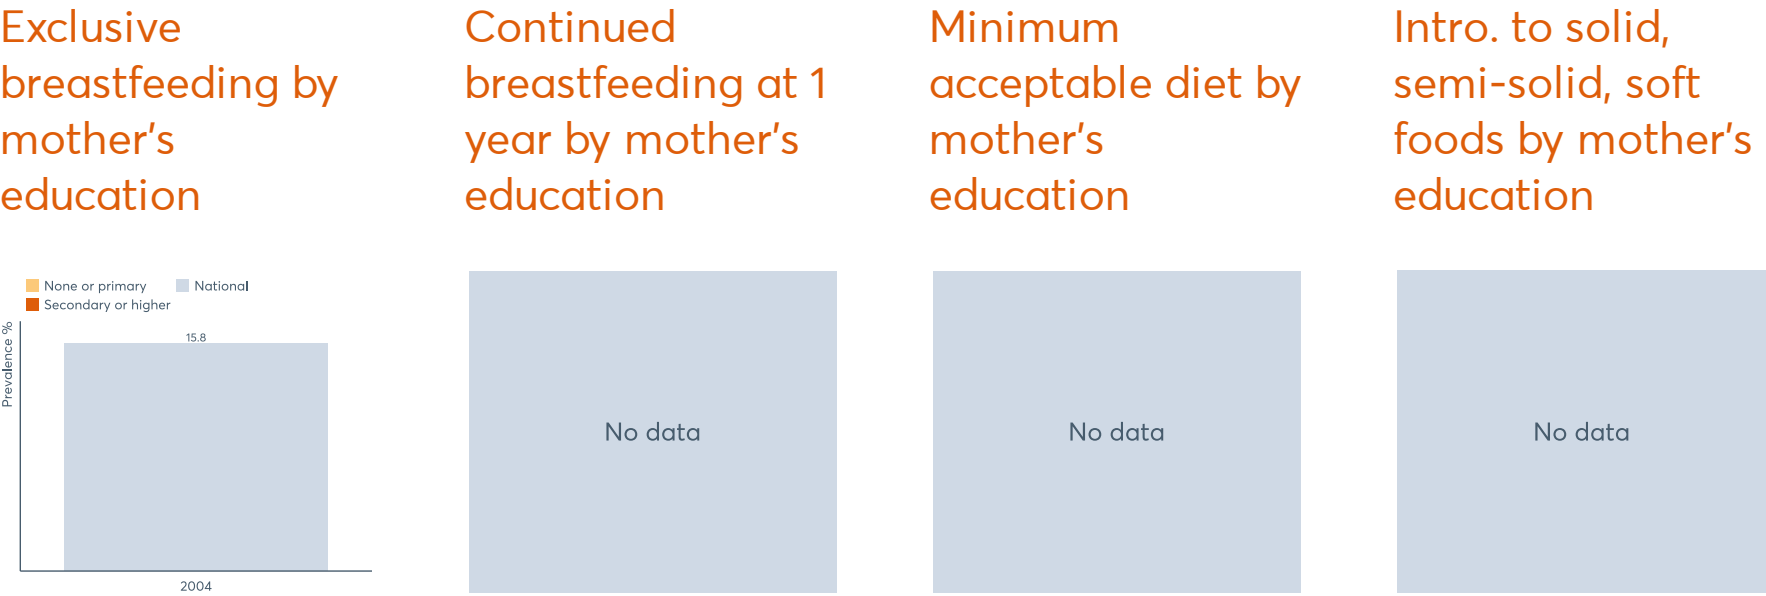 Exclusive
breastfeeding by
mother's
education
None or primary
National
Secondary or higher
Prevalence %
15.8
2004
Continued
breastfeeding at 1
year by mother's
education
No data
Minimum
acceptable diet by
mother's
education
No data
Intro. to solid,
semi-solid, soft
foods by mother's
education
No data